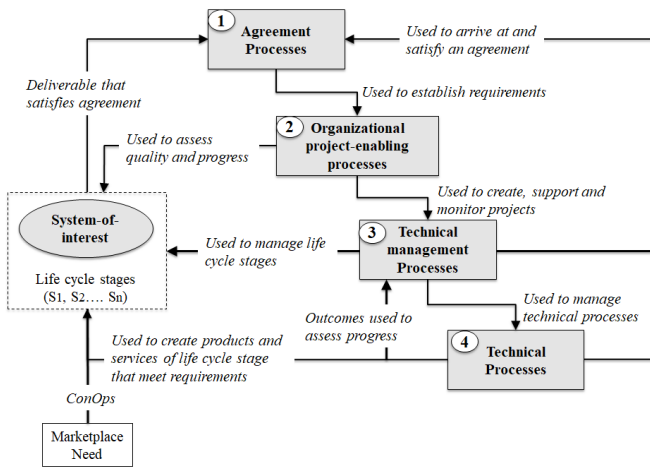 1
Agreement
Processes
Used to arrive at and
satisfy an agreement
Deliverable that
satisfies agreement
Used to establish requirements
2
Organizational
project-enabling
processes
Used to assess
quality and progress
Used to create, support and
monitor projects
System-of-
interest
Life cycle stages
(S1, S2…. Sn)
Used to manage life
cycle stages
3
Technical
management
Processes
Outcomes used to
assess progress
Used to manage
technical processes
Used to create products and
services of life cycle stage
that meet requirements
4
Technical
Processes
ConOps
Marketplace
Need